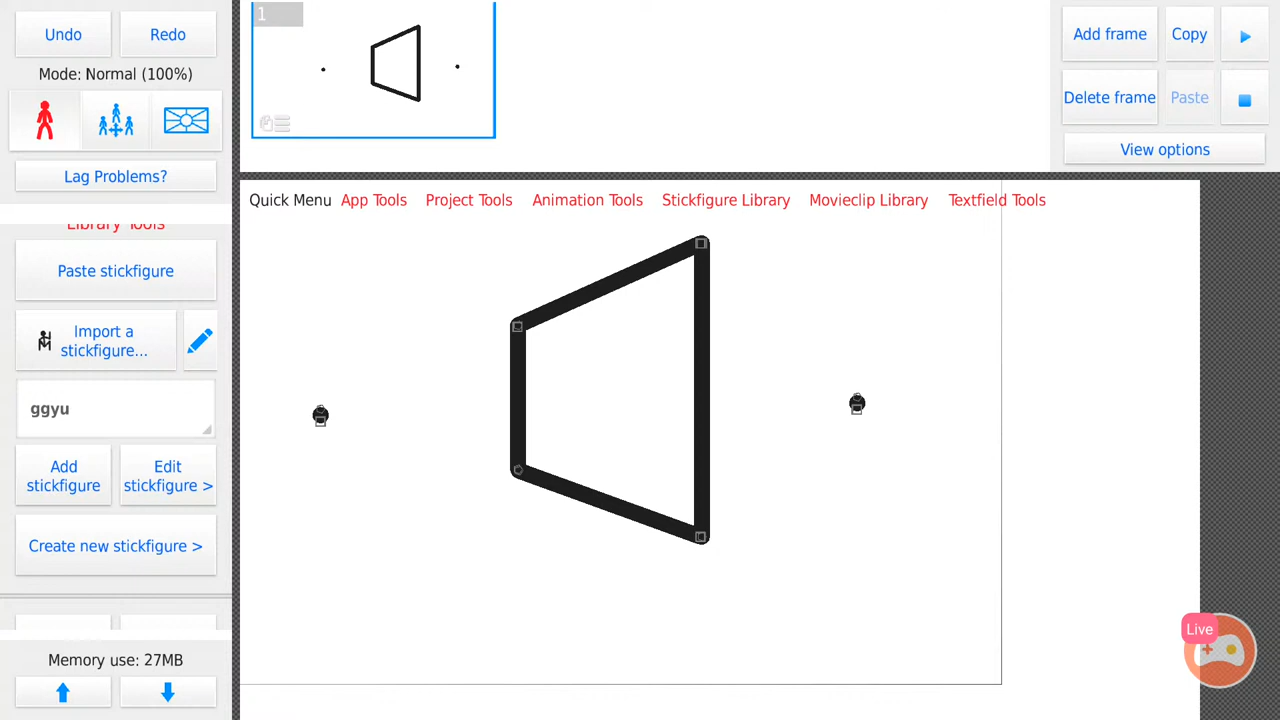 Undo
Redo
Mode: Normal (100%)
Lag Problems?
Library Tools
Paste stickfigure
Import a
stickfigure...
ggyu
Add
stickfigure
Edit
stickfigure >
Create new stickfigure >
Memory use: 27MB
1
Add frame
Copy
Delete frame
Paste
View options
Quick Menu
App Tools
Project Tools
Animation Tools
Stickfigure Library
Movieclip Library
Textfield Tools
Live